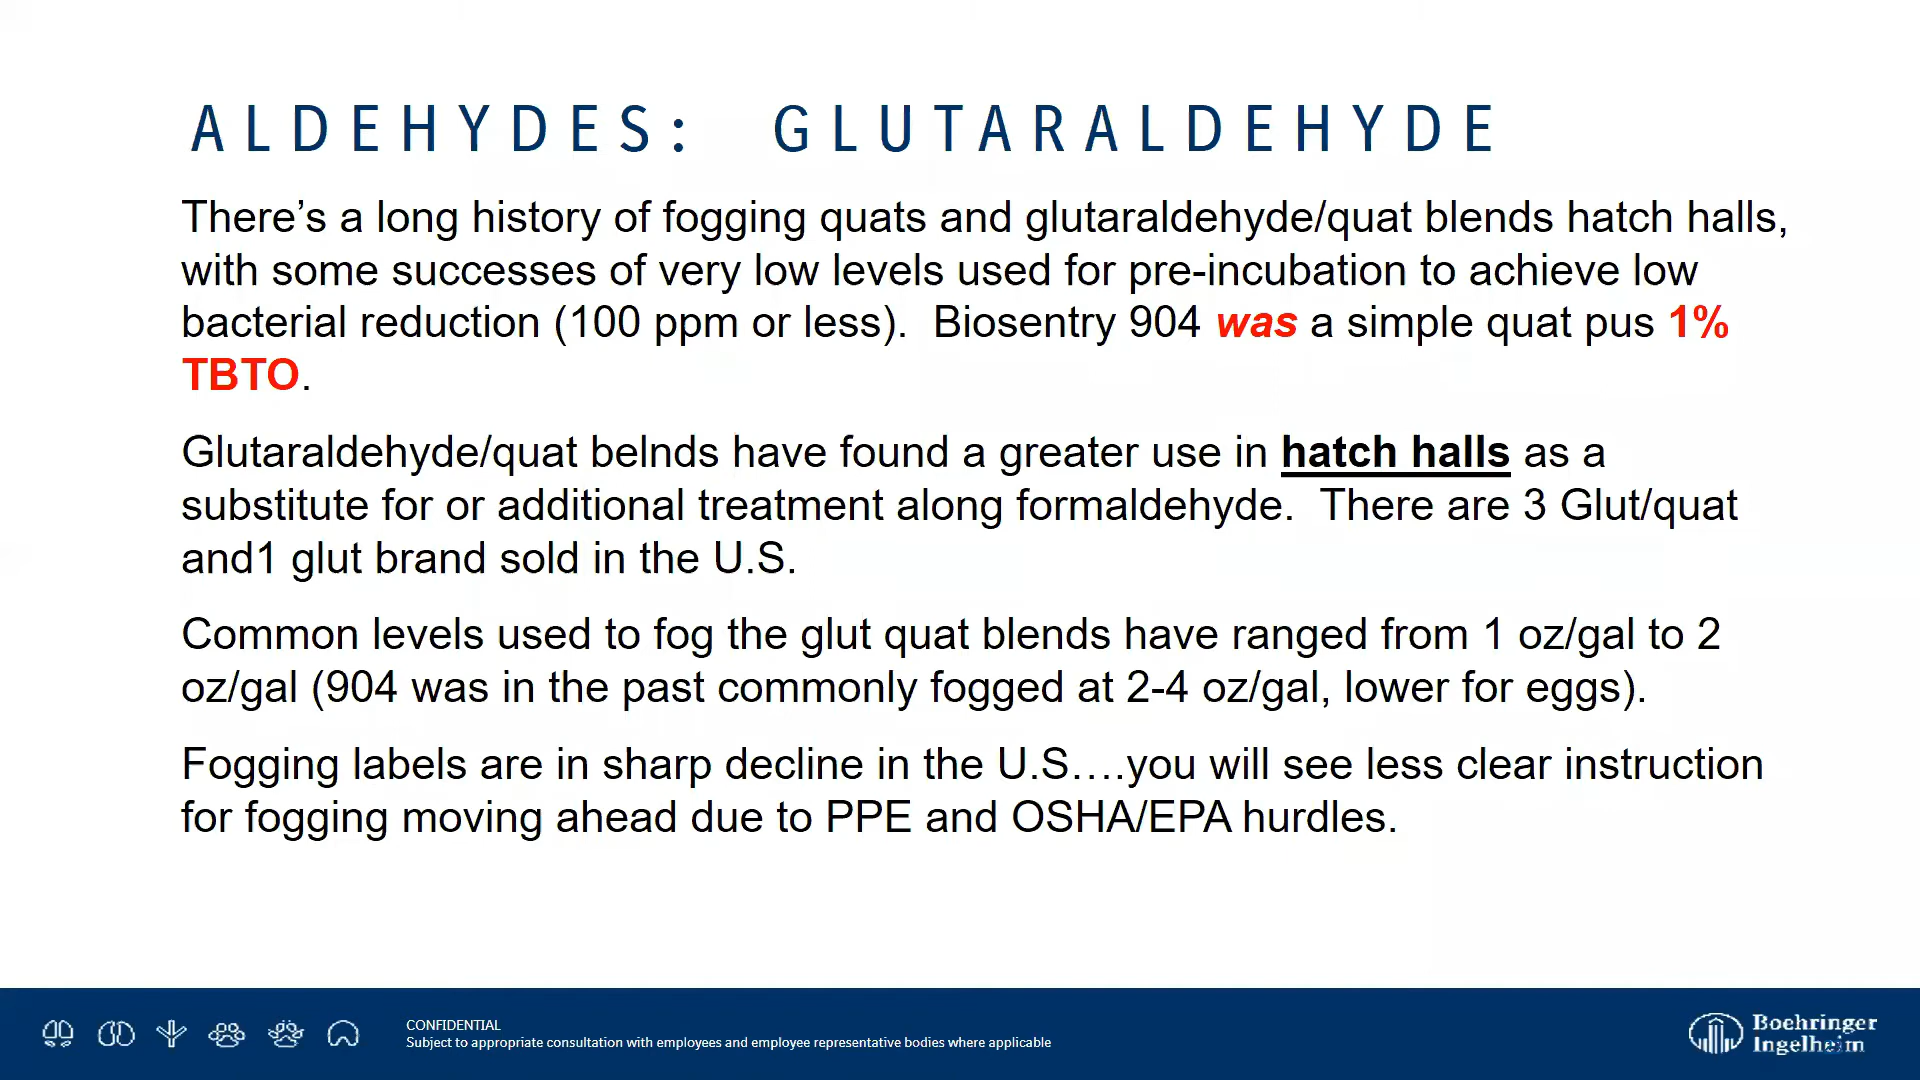 ALDEHYDES: GLUTARALDEHYDE
There’s a long history of fogging quats and glutaraldehyde/quat blends hatch halls,
with some successes of very low levels used for pre-incubation to achieve low
bacterial reduction (100 ppm or less). Biosentry 904 was a simple quat pus 1%
TBTO.
Glutaraldehyde/quat belnds have found a greater use in hatch halls as a
substitute for or additional treatment along formaldehyde. There are 3 Glut/quat
and1 glut brand sold in the U.S.
Common levels used to fog the glut quat blends have ranged from 1 oz/gal to 2
oz/gal (904 was in the past commonly fogged at 2-4 oz/gal, lower for eggs).
Fogging labels are in sharp decline in the U.S….you will see less clear instruction
for fogging moving ahead due to PPE and OSHA/EPA hurdles.
CONFIDENTIAL
Subject to appropriate consultation with employees and employee representative bodies where applicable
Boehringer
Ingelheim